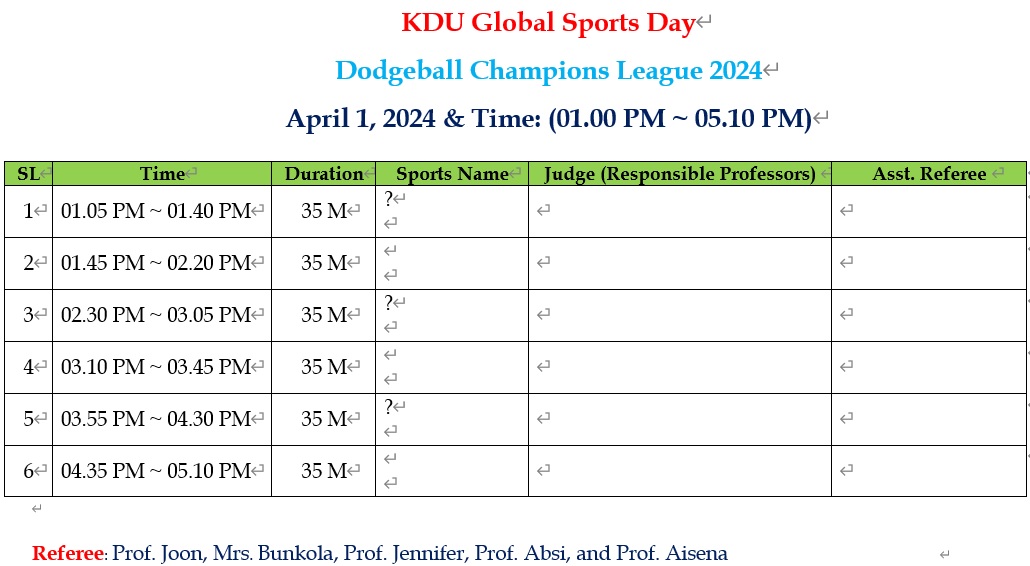 KDU Global Sports Day
Dodgeball Champions League 2024
April 1, 2024 & Time: (01.00 PM ~ 05.10 PM)
SL Time Duration Sports Name Judge (Responsible Professors) Asst. Referee
1 01.05 PM ~ 01.40 PM 35 M ?
2 01.45 PM ~ 02.20 PM 35 M
3 02.30 PM ~ 03.05 PM 35 M ?
4 03.10 PM ~ 03.45 PM 35 M
5 03.55 PM ~ 04.30 PM 35 M ?
6 04.35 PM ~ 05.10 PM 35 M
Referee: Prof. Joon, Mrs. Bunkola, Prof. Jennifer, Prof. Absi, and Prof. Aisena